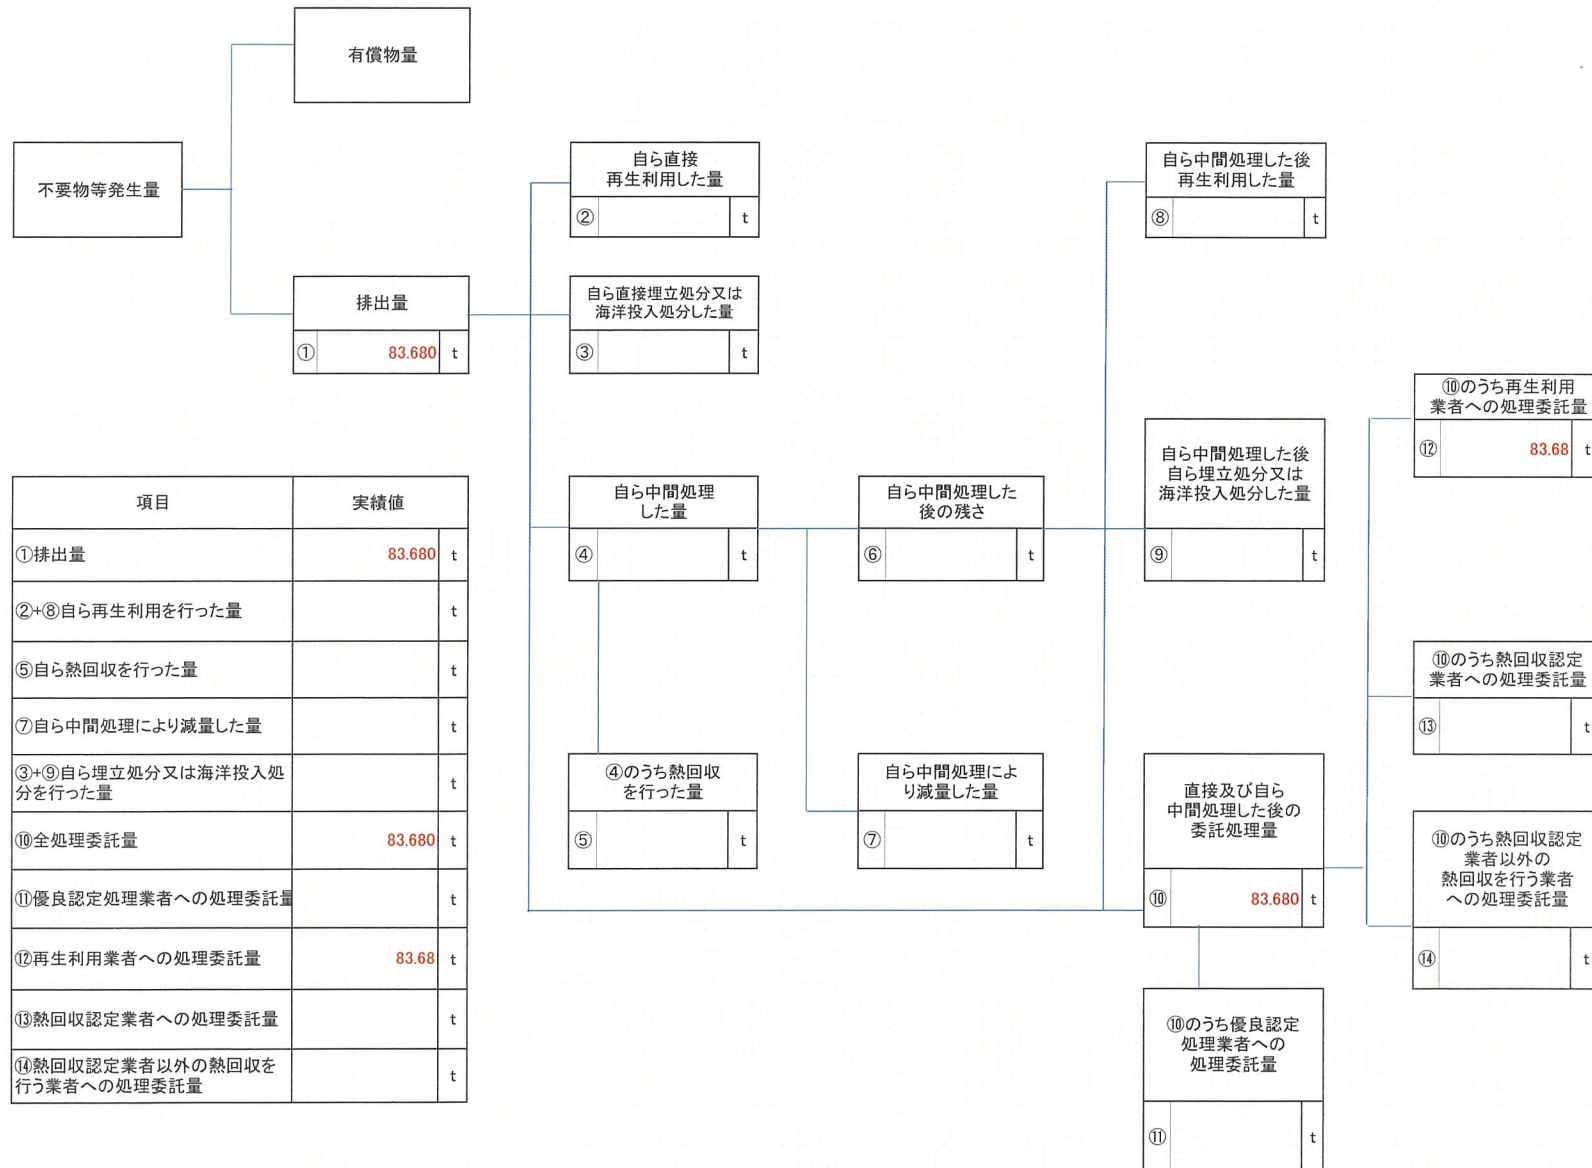 有償物量
不要物等発生量
排出量
① 83.680 t
自ら直接
再生利用した量
② t
自ら直接埋立処分又は
海洋投入処分した量
③ t
自ら中間処理した後
再生利用した量
⑧ t
自ら中間処理
した量
④ t
自ら中間処理した
後の残さ
⑥ t
自ら中間処理した後
自ら埋立処分又は
海洋投入処分した量
⑨ t
④のうち熱回収
を行った量
⑤ t
自ら中間処理によ
り減量した量
⑦ t
直接及び自ら
中間処理した後の
委託処理量
⑩ 83.680 t
⑩のうち優良認定
処理業者への
処理委託量
⑪ t
⑩のうち再生利用
業者への処理委託量
⑫ 83.68 t
⑩のうち熱回収認定
業者への処理委託量
⑬ t
⑩のうち熱回収認定
業者以外の
熱回収を行う業者
への処理委託量
⑭ t
項目 実績値
①排出量 83.680 t
②+⑧自ら再生利用を行った量 t
⑤自ら熱回収を行った量 t
⑦自ら中間処理により減量した量 t
③+⑨自ら埋立処分又は海洋投入処
分を行った量 t
⑩全処理委託量 83.680 t
⑪優良認定処理業者への処理委託量 t
⑫再生利用業者への処理委託量 83.68 t
⑬熱回収認定業者への処理委託量 t
⑭熱回収認定業者以外の熱回収を
行う業者への処理委託量 t